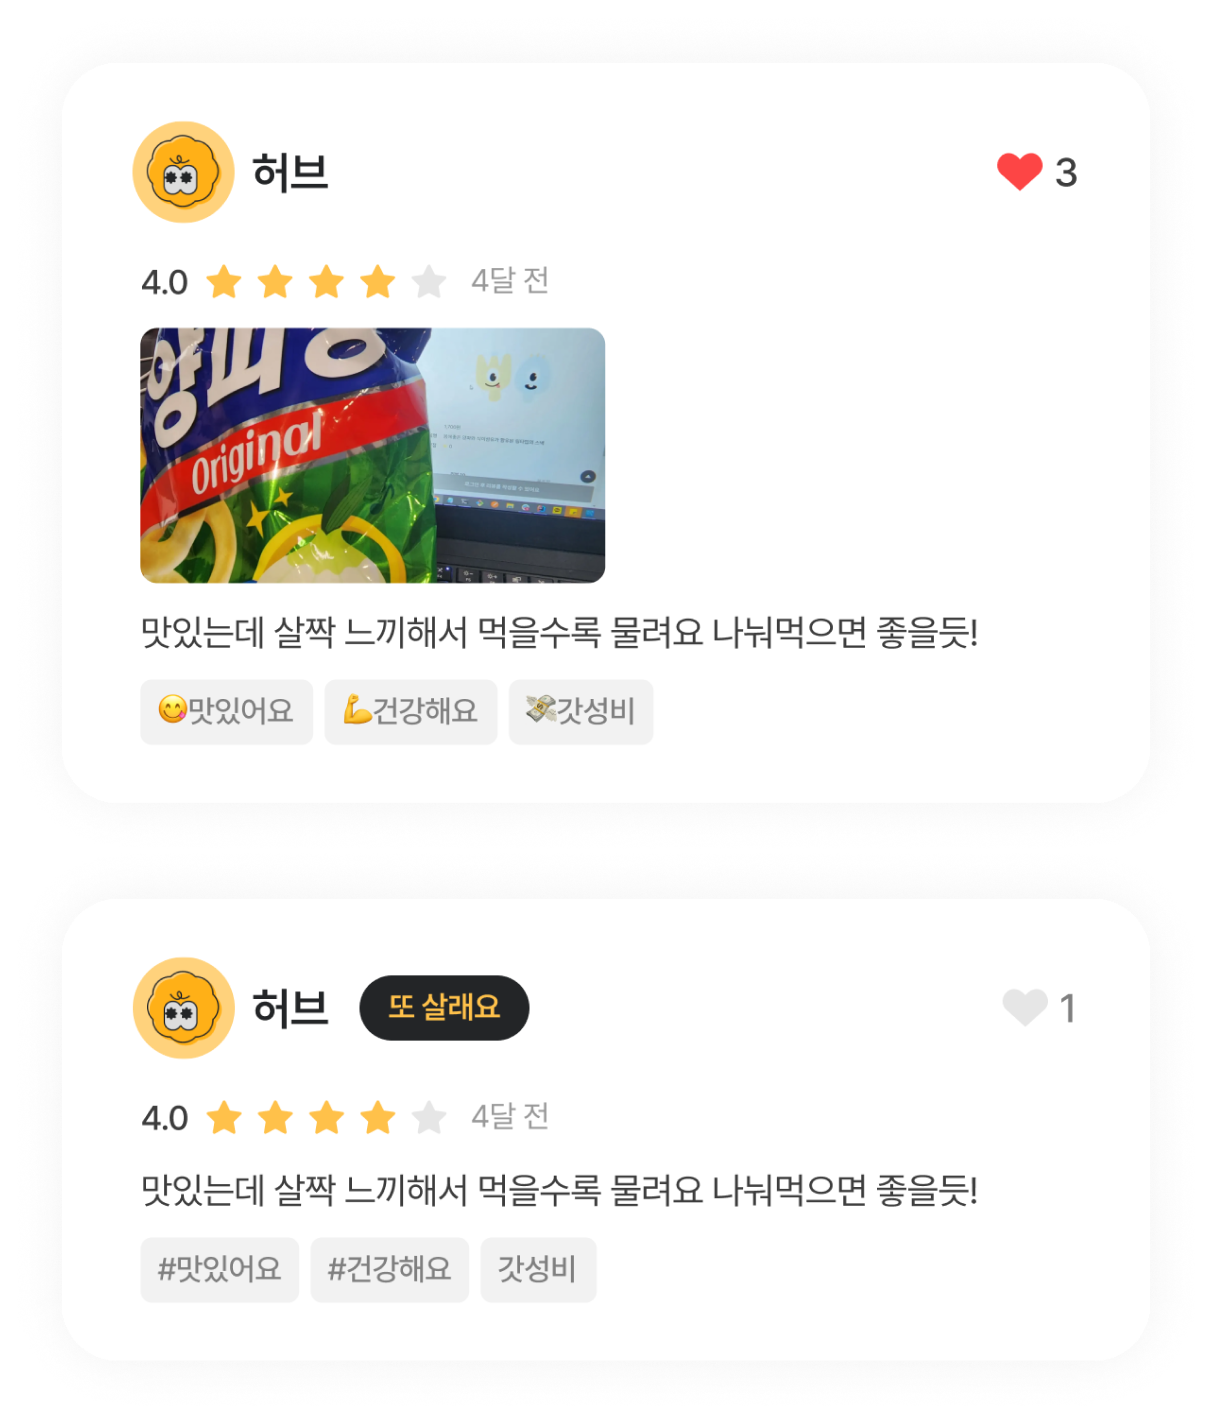 허브
3
4.0 4달 전
양파링
Original
맛있는데 살짝 느끼해서 먹을수록 물려요 나눠먹으면 좋을듯!
😋맛있어요 💪건강해요 💸갓성비
허브 또 살래요
1
4.0 4달 전
맛있는데 살짝 느끼해서 먹을수록 물려요 나눠먹으면 좋을듯!
#맛있어요 #건강해요 갓성비